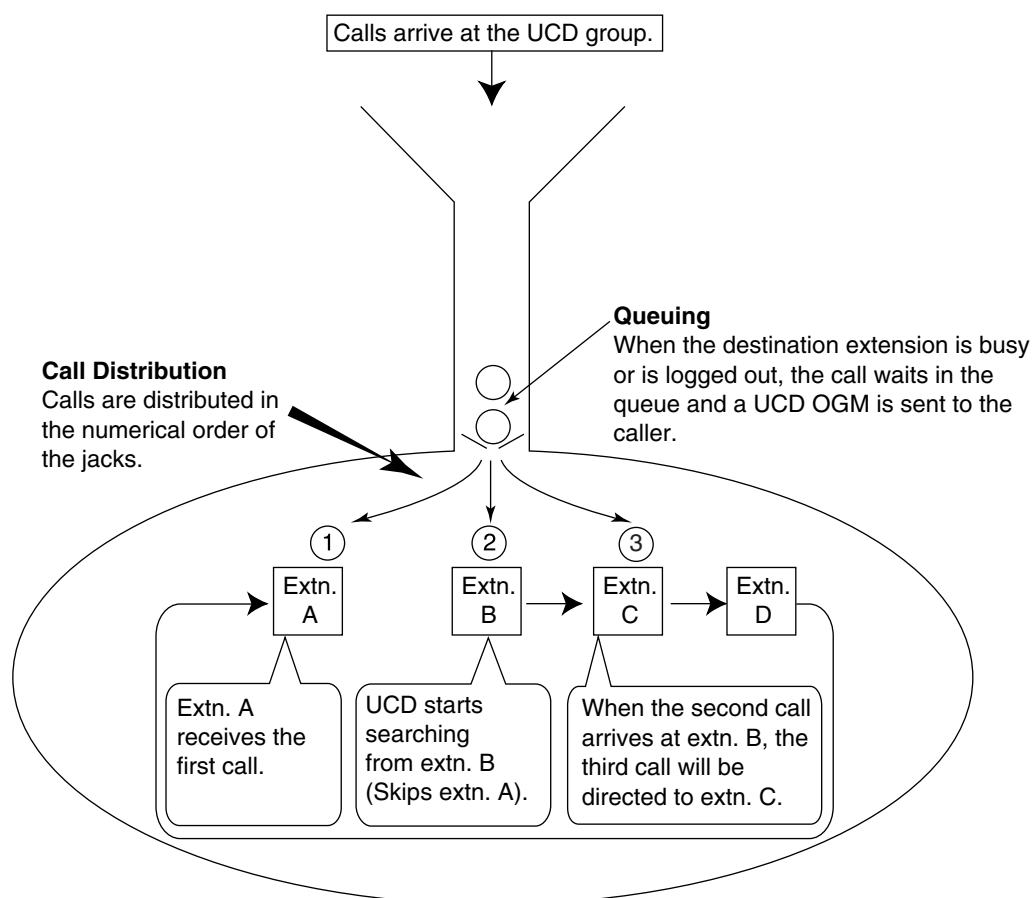 Calls arrive at the UCD group.
Queuing
When the destination extension is busy
or is logged out, the call waits in the
queue and a UCD OGM is sent to the
caller.
Call Distribution
Calls are distributed in
the numerical order of
the jacks.
1
2
3
Extn.
A
Extn.
B
Extn.
C
Extn.
D
Extn. A
receives the
first call.
UCD starts
searching
from extn. B
(Skips extn. A).
When the second call
arrives at extn. B, the
third call will be
directed to extn. C.